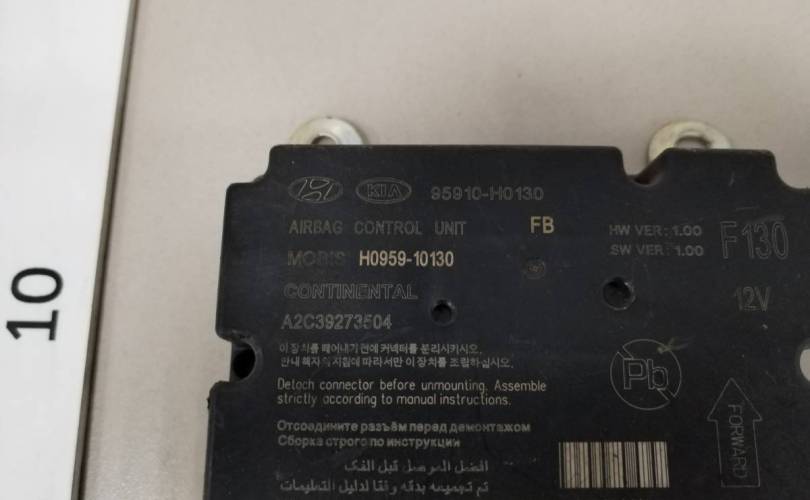 10
KIA 95910-H0130
AIRBAG CONTROL UNIT FB
HW VER: 1.00
SW VER: 1.00
F130
MOBIS H0959-10130
CONTINENTAL
12V
A2C39273504
이 장치를 떼어내기 전에 커넥터를 분리시키시오.
안내 책자의 지침에 따라서만 이 장치를 조립하십시오.
Pb
Detach connector before unmounting. Assemble
strictly according to manual instructions.
FORWARD
Отсоедините разъём перед демонтажом
Сборка строго по инструкции
افصل الموصل قبل الفك
تم تجميعه بدقة وفقا لدليل التعليمات